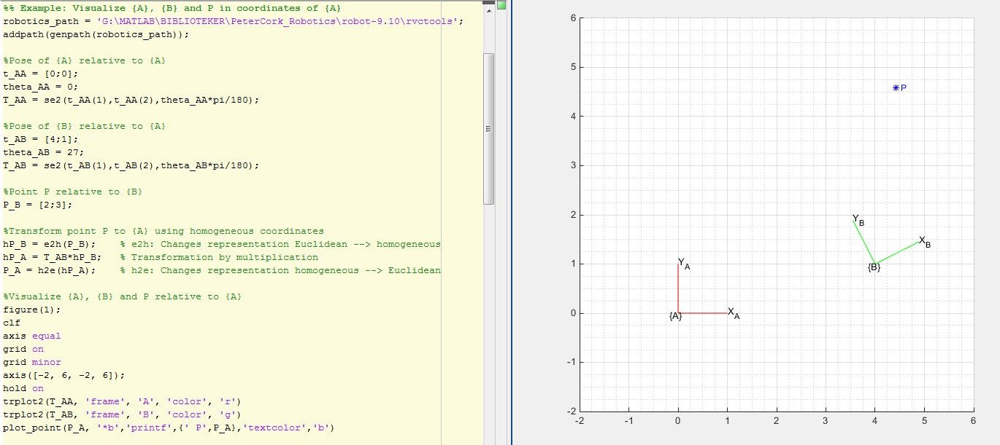 %% Example: Visualize {A}, {B} and P in coordinates of {A}
robotics_path = 'G:\MATLAB\BIBLIOTEKER\PeterCork_Robotics\robot-9.10\rvctools';
addpath(genpath(robotics_path));
%Pose of {A} relative to {A}
t_AA = [0;0];
theta_AA = 0;
T_AA = se2(t_AA(1),t_AA(2),theta_AA*pi/180);
%Pose of {B} relative to {A}
t_AB = [4;1];
theta_AB = 27;
T_AB = se2(t_AB(1),t_AB(2),theta_AB*pi/180);
%Point P relative to {B}
P_B = [2;3];
%Transform point P to {A} using homogeneous coordinates
hP_B = e2h(P_B);    % e2h: Changes representation Euclidean --> homogeneous
hP_A = T_AB*hP_B;   % Transformation by multiplication
P_A = h2e(hP_A);    % h2e: Changes representation homogeneous --> Euclidean
%Visualize {A}, {B} and P relative to {A}
figure(1);
clf
axis equal
grid on
grid minor
axis([-2, 6, -2, 6]);
hold on
trplot2(T_AA, 'frame', 'A', 'color', 'r')
trplot2(T_AB, 'frame', 'B', 'color', 'g')
plot_point(P_A, '*b','printf',{' P',P_A},'textcolor','b')
6
5
P
4
3
2
Y_B
X_B
1
{B}
Y_A
0
{A}
X_A
-1
-2
-2 -1 0 1 2 3 4 5 6